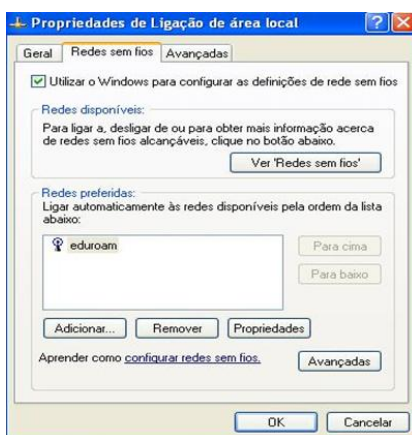 Propriedades de Ligação de área local
Geral Redes sem fios Avançadas
Utilizar o Windows para configurar as definições de rede sem fios
Redes disponíveis:
Para ligar a, desligar de ou para obter mais informação acerca
de redes sem fios alcançáveis, clique no botão abaixo.
Ver 'Redes sem fios'
Redes preferidas:
Ligar automaticamente às redes disponíveis pela ordem da lista
abaixo:
eduroam
Para cima
Para baixo
Adicionar... Remover Propriedades
Aprender como configurar redes sem fios.
Avançadas
OK Cancelar